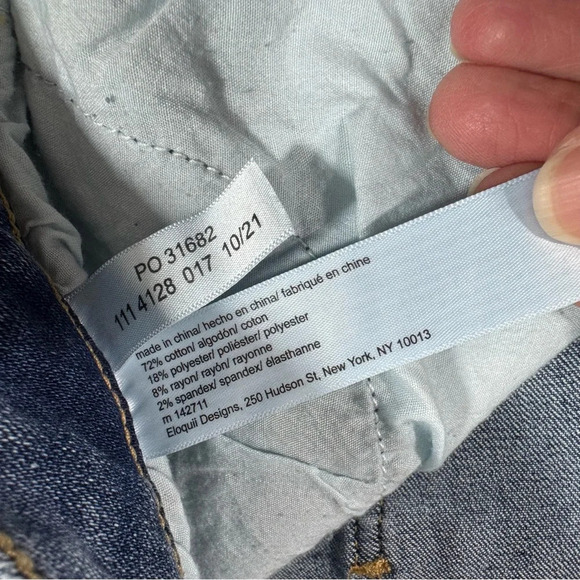 PO 31682
111 4128 017 10/21
made in china/ hecho en china/ fabriqué en chine
72% cotton/ algodón/ coton
18% polyester/ poliéster/ polyester
8% rayon/ rayón/ rayonne
2% spandex/ spandex/ élasthanne
rn 142711
Eloquii Designs, 250 Hudson St, New York, NY 10013